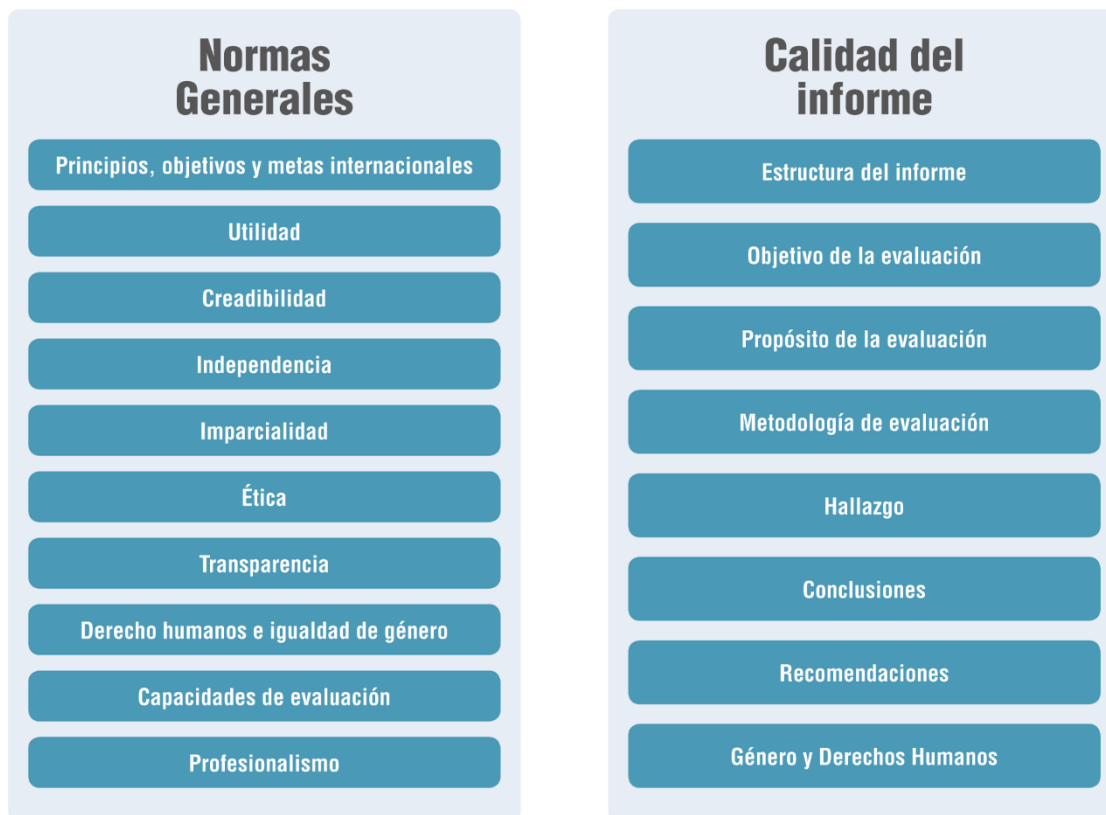 Normas
Generales
Principios, objetivos y metas internacionales
Utilidad
Creadibilidad
Independencia
Imparcialidad
Ética
Transparencia
Derecho humanos e igualdad de género
Capacidades de evaluación
Profesionalismo
Calidad del
informe
Estructura del informe
Objetivo de la evaluación
Propósito de la evaluación
Metodología de evaluación
Hallazgo
Conclusiones
Recomendaciones
Género y Derechos Humanos